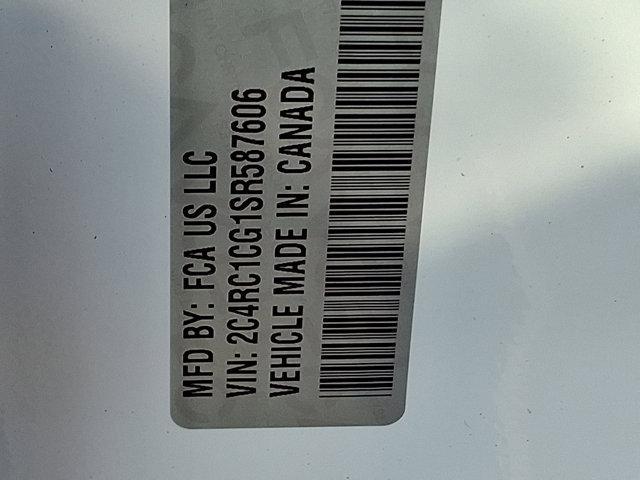 MFD BY: FCA US LLC
VIN: 2C4RC1CG1SR587606
VEHICLE MADE IN: CANADA